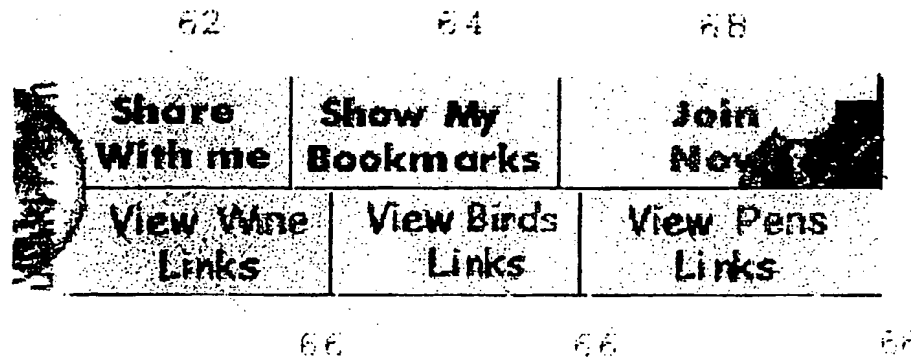 62 64 68
Share Show My Join
With me Bookmarks
View Wine View Birds View Pens
Links Links Links
66 66 66